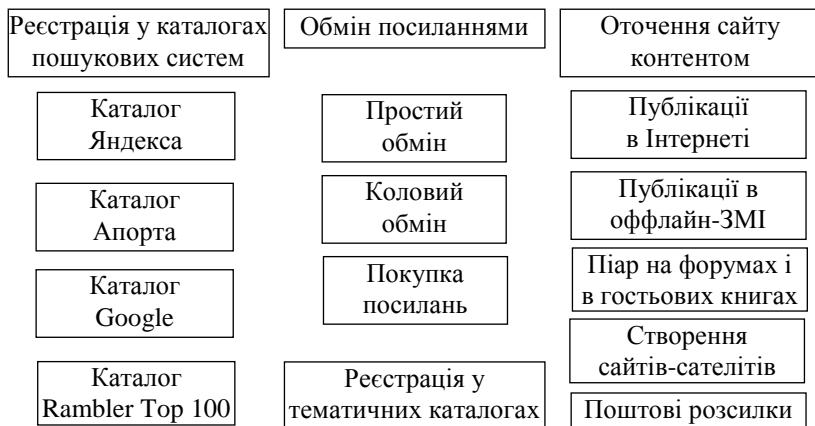 Реєстрація у каталогах
пошукових систем
Каталог
Яндекса
Каталог
Апорта
Каталог
Google
Каталог
Rambler Top 100
Обмін посиланнями
Простий
обмін
Коловий
обмін
Покупка
посилань
Реєстрація у
тематичних каталогах
Оточення сайту
контентом
Публікації
в Інтернеті
Публікації в
оффлайн-ЗМІ
Піар на форумах і
в гостьових книгах
Створення
сайтів-сателітів
Поштові розсилки